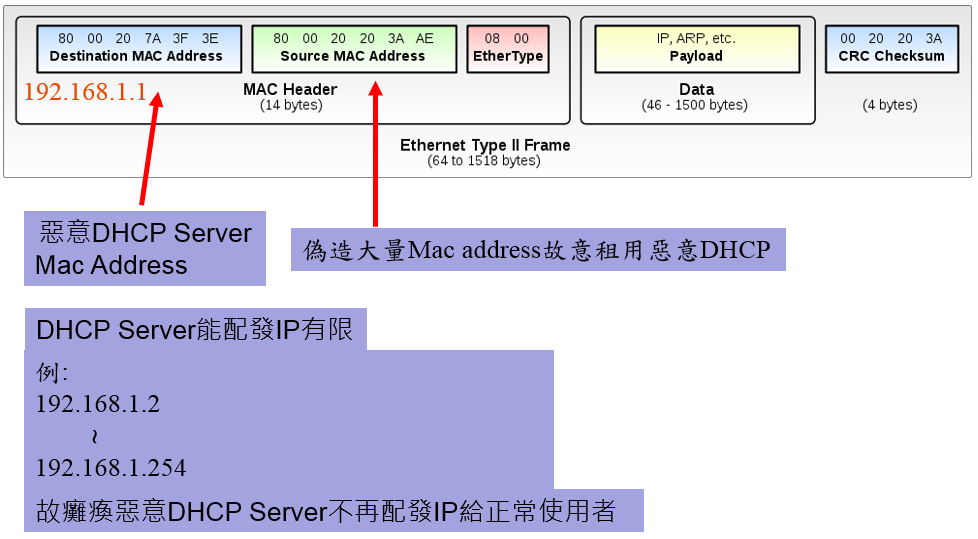 80 00 20 7A 3F 3E
Destination MAC Address
80 00 20 20 3A AE
Source MAC Address
08 00
EtherType
IP, ARP, etc.
Payload
00 20 20 3A
CRC Checksum
192.168.1.1
MAC Header
(14 bytes)
Data
(46 - 1500 bytes)
(4 bytes)
Ethernet Type II Frame
(64 to 1518 bytes)
惡意DHCP Server
Mac Address
偽造大量Mac address故意租用惡意DHCP
DHCP Server能配發IP有限
例:
192.168.1.2
~
192.168.1.254
故癱瘓惡意DHCP Server不再配發IP給正常使用者